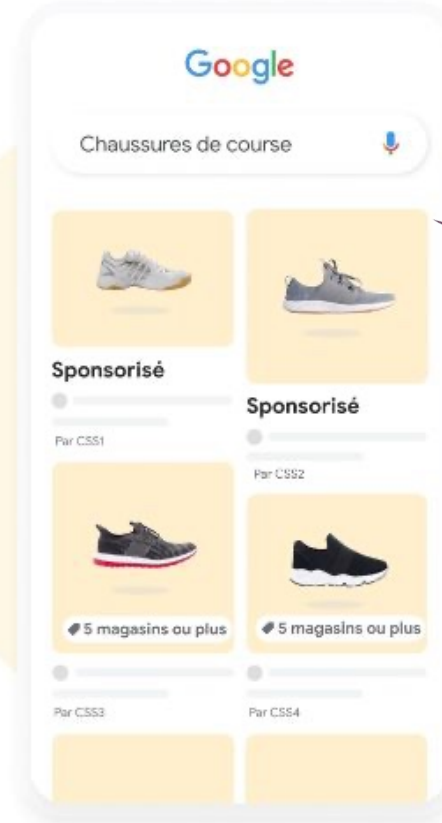 Google
Chaussures de course
Sponsorisé
Par CSS1
Sponsorisé
Par CSS2
5 magasins ou plus
Par CSS3
5 magasins ou plus
Par CSS4